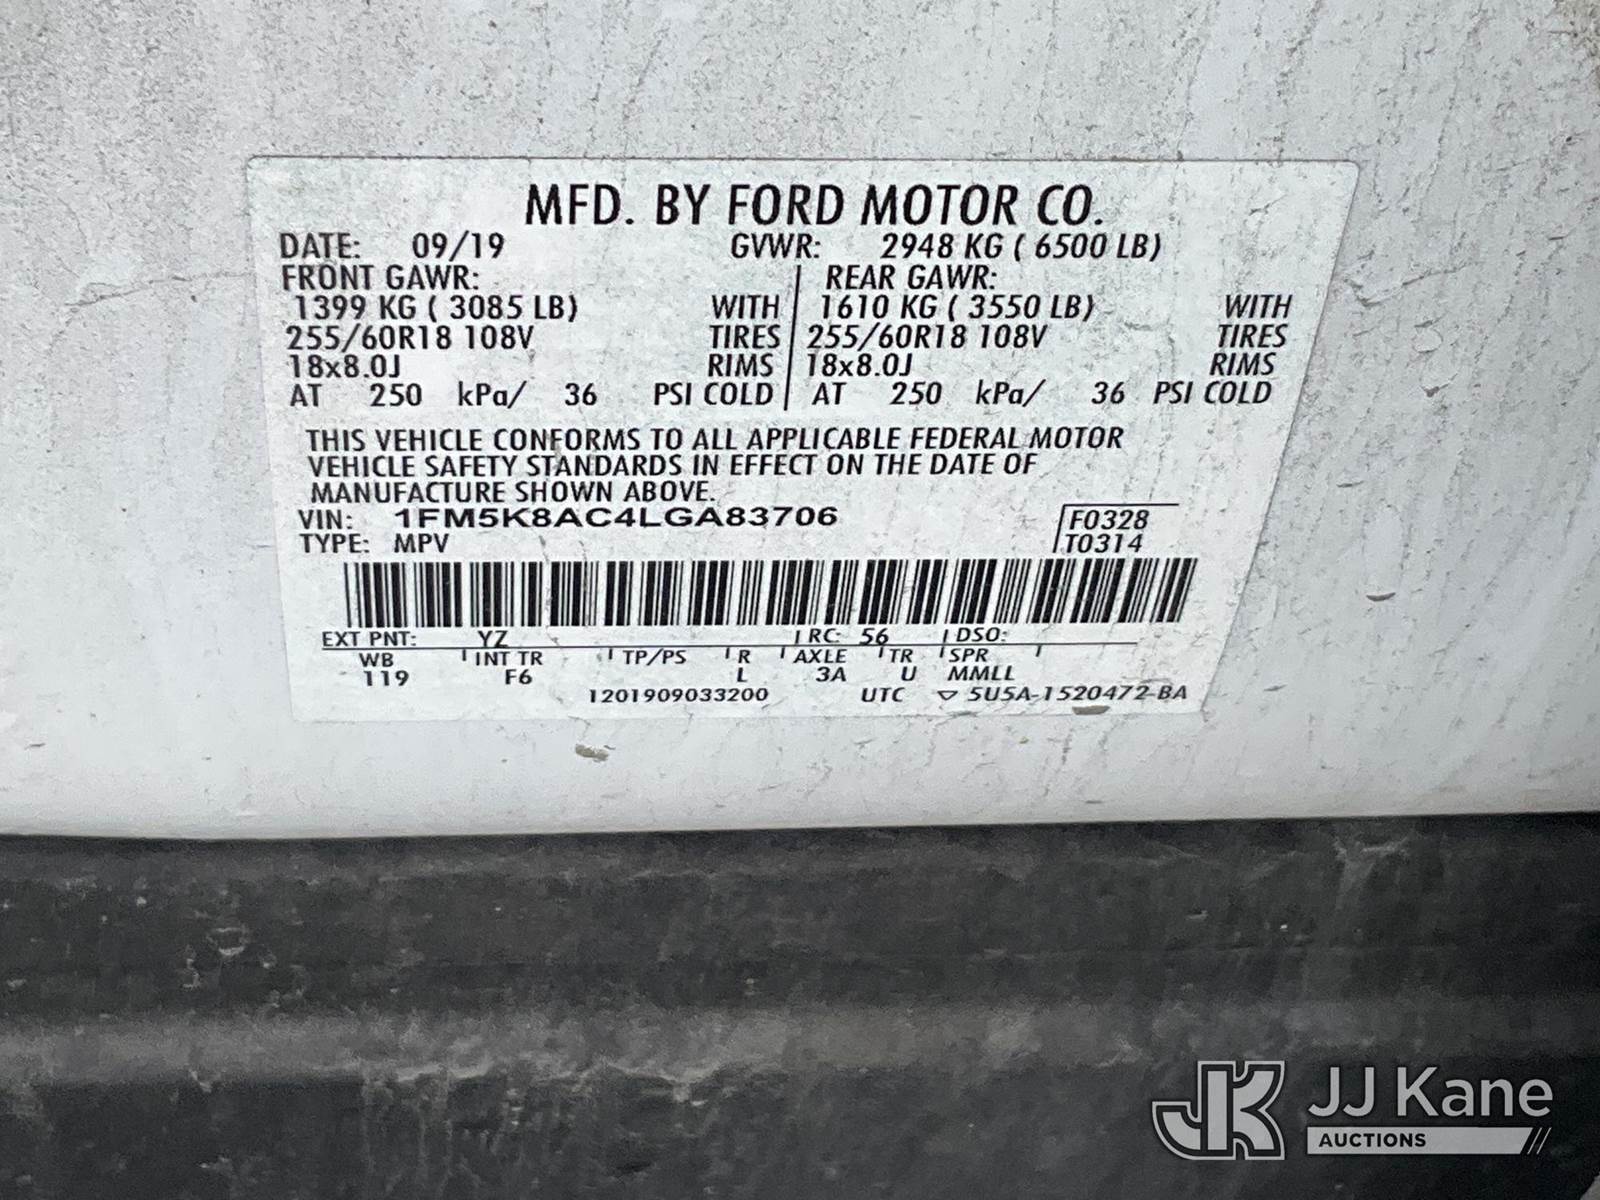 MFD. BY FORD MOTOR CO.
DATE: 09/19 GVWR: 2948 KG ( 6500 LB)
FRONT GAWR: REAR GAWR:
1399 KG ( 3085 LB) WITH 1610 KG ( 3550 LB) WITH
255/60R18 108V TIRES 255/60R18 108V TIRES
18x8.0J RIMS 18x8.0J RIMS
AT 250 kPa/ 36 PSI COLD AT 250 kPa/ 36 PSI COLD
THIS VEHICLE CONFORMS TO ALL APPLICABLE FEDERAL MOTOR
VEHICLE SAFETY STANDARDS IN EFFECT ON THE DATE OF
MANUFACTURE SHOWN ABOVE.
VIN: 1FM5K8AC4LGA83706 F0328
TYPE: MPV T0314
EXT PNT: YZ RC: 56 DSO:
WB INT TR TP/PS R AXLE TR SPR
119 F6 L 3A U MMLL
1201909033200 UTC ▽ 5U5A-1520472-BA
JK JJ Kane
AUCTIONS